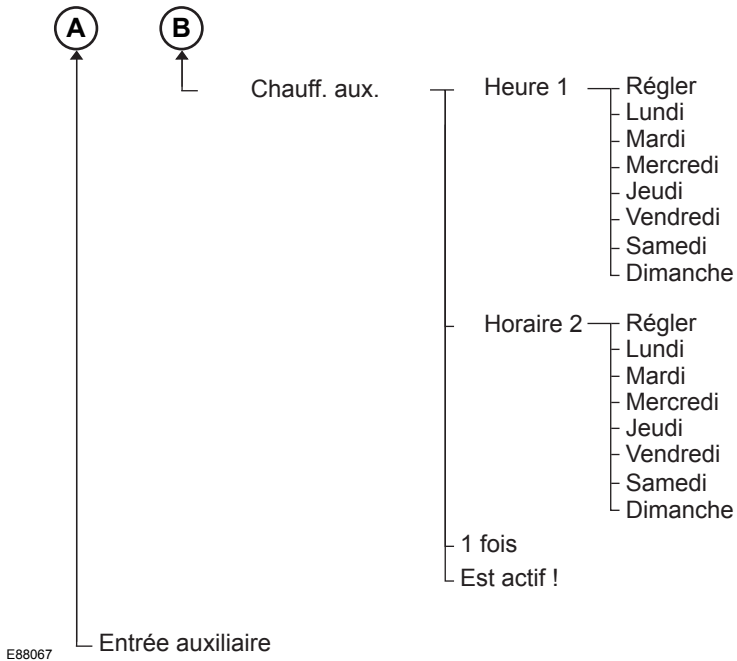 A B
Chauff. aux. Heure 1 Régler
Lundi
Mardi
Mercredi
Jeudi
Vendredi
Samedi
Dimanche
Horaire 2 Régler
Lundi
Mardi
Mercredi
Jeudi
Vendredi
Samedi
Dimanche
1 fois
Est actif !
Entrée auxiliaire
E88067